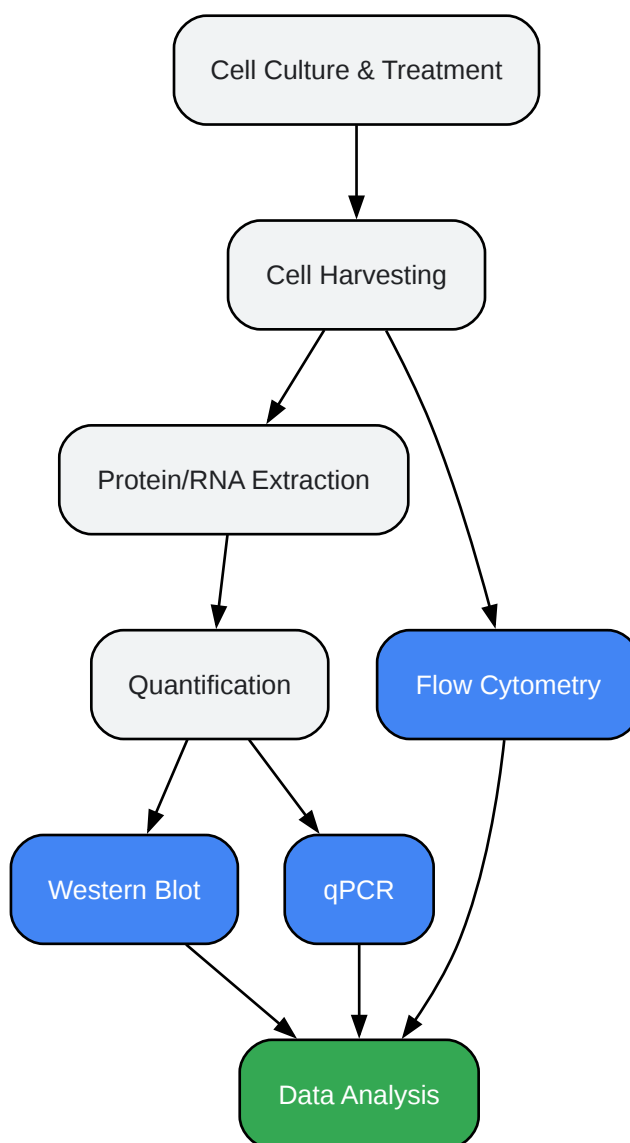 Cell Culture & Treatment
Cell Harvesting
Protein/RNA Extraction
Quantification
Flow Cytometry
Western Blot
qPCR
Data Analysis